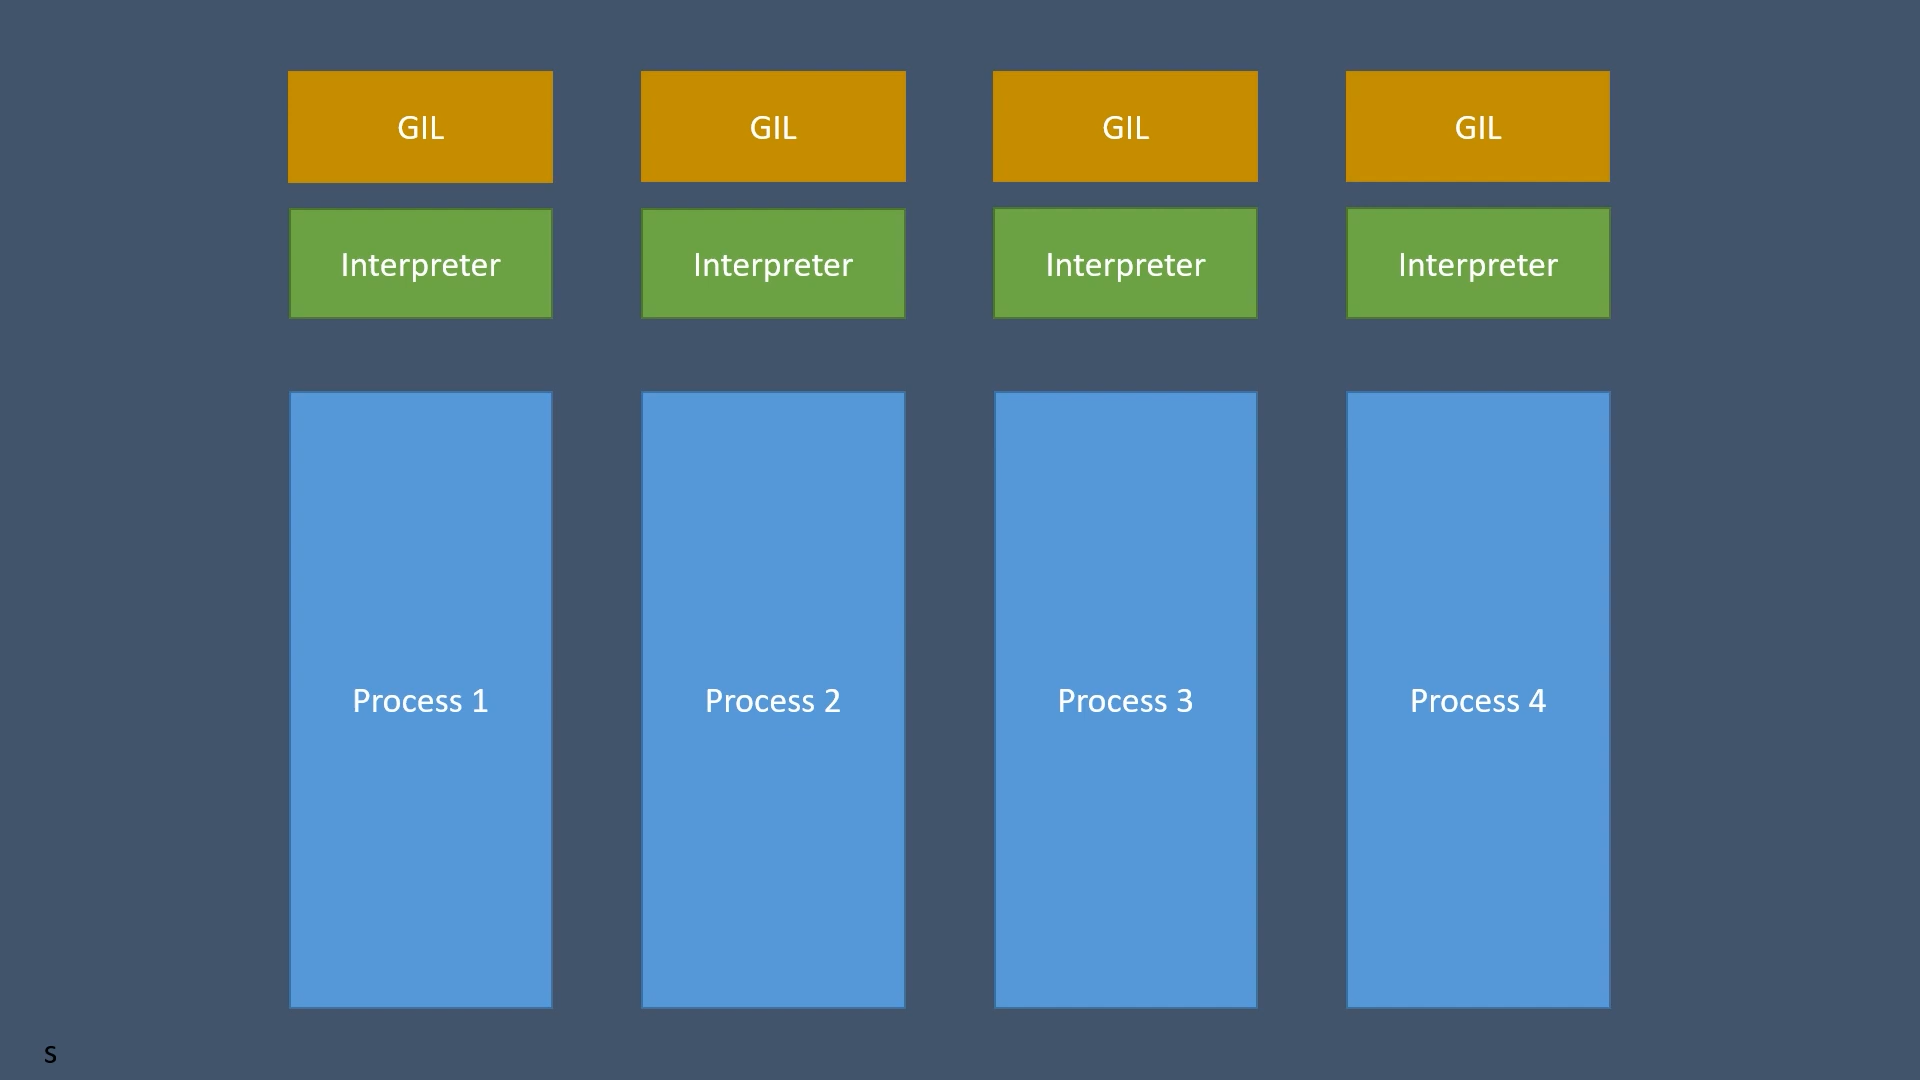 GIL GIL GIL GIL
Interpreter Interpreter Interpreter Interpreter
Process 1 Process 2 Process 3 Process 4
s